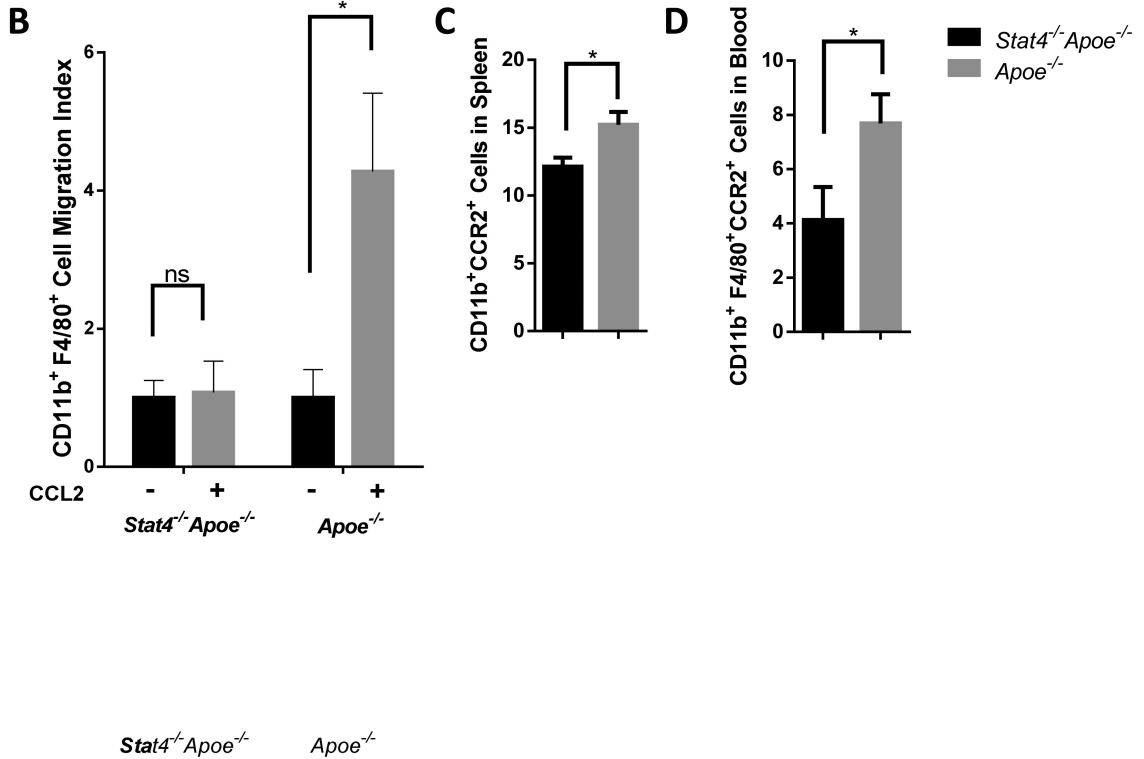 B
CD11b+ F4/80+ Cell Migration Index
6
4
2
0
ns
*
CCL2 - + - +
Stat4-/-Apoe-/- Apoe-/-
C
CD11b+CCR2+ Cells in Spleen
20
15
10
5
0
*
D
CD11b+ F4/80+CCR2+ Cells in Blood
10
8
6
4
2
0
*
Stat4-/-Apoe-/-
Apoe-/-
Stat4-/-Apoe-/- Apoe-/-